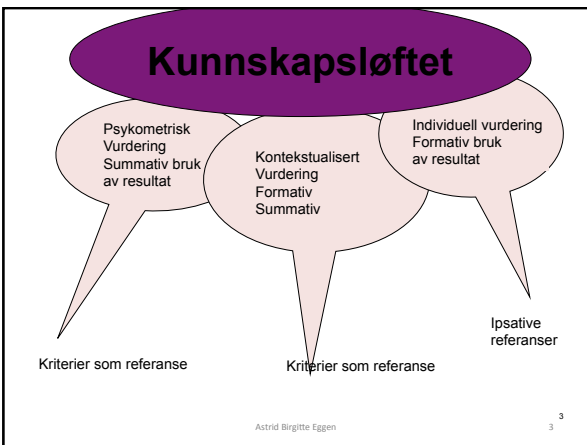 Kunnskapsløftet
Psykometrisk
Vurdering
Summativ bruk
av resultat
Kontekstualisert
Vurdering
Formativ
Summativ
Individuell vurdering
Formativ bruk
av resultat
Kriterier som referanse
Kriterier som referanse
Ipsative
referanser
Astrid Birgitte Eggen
3
3